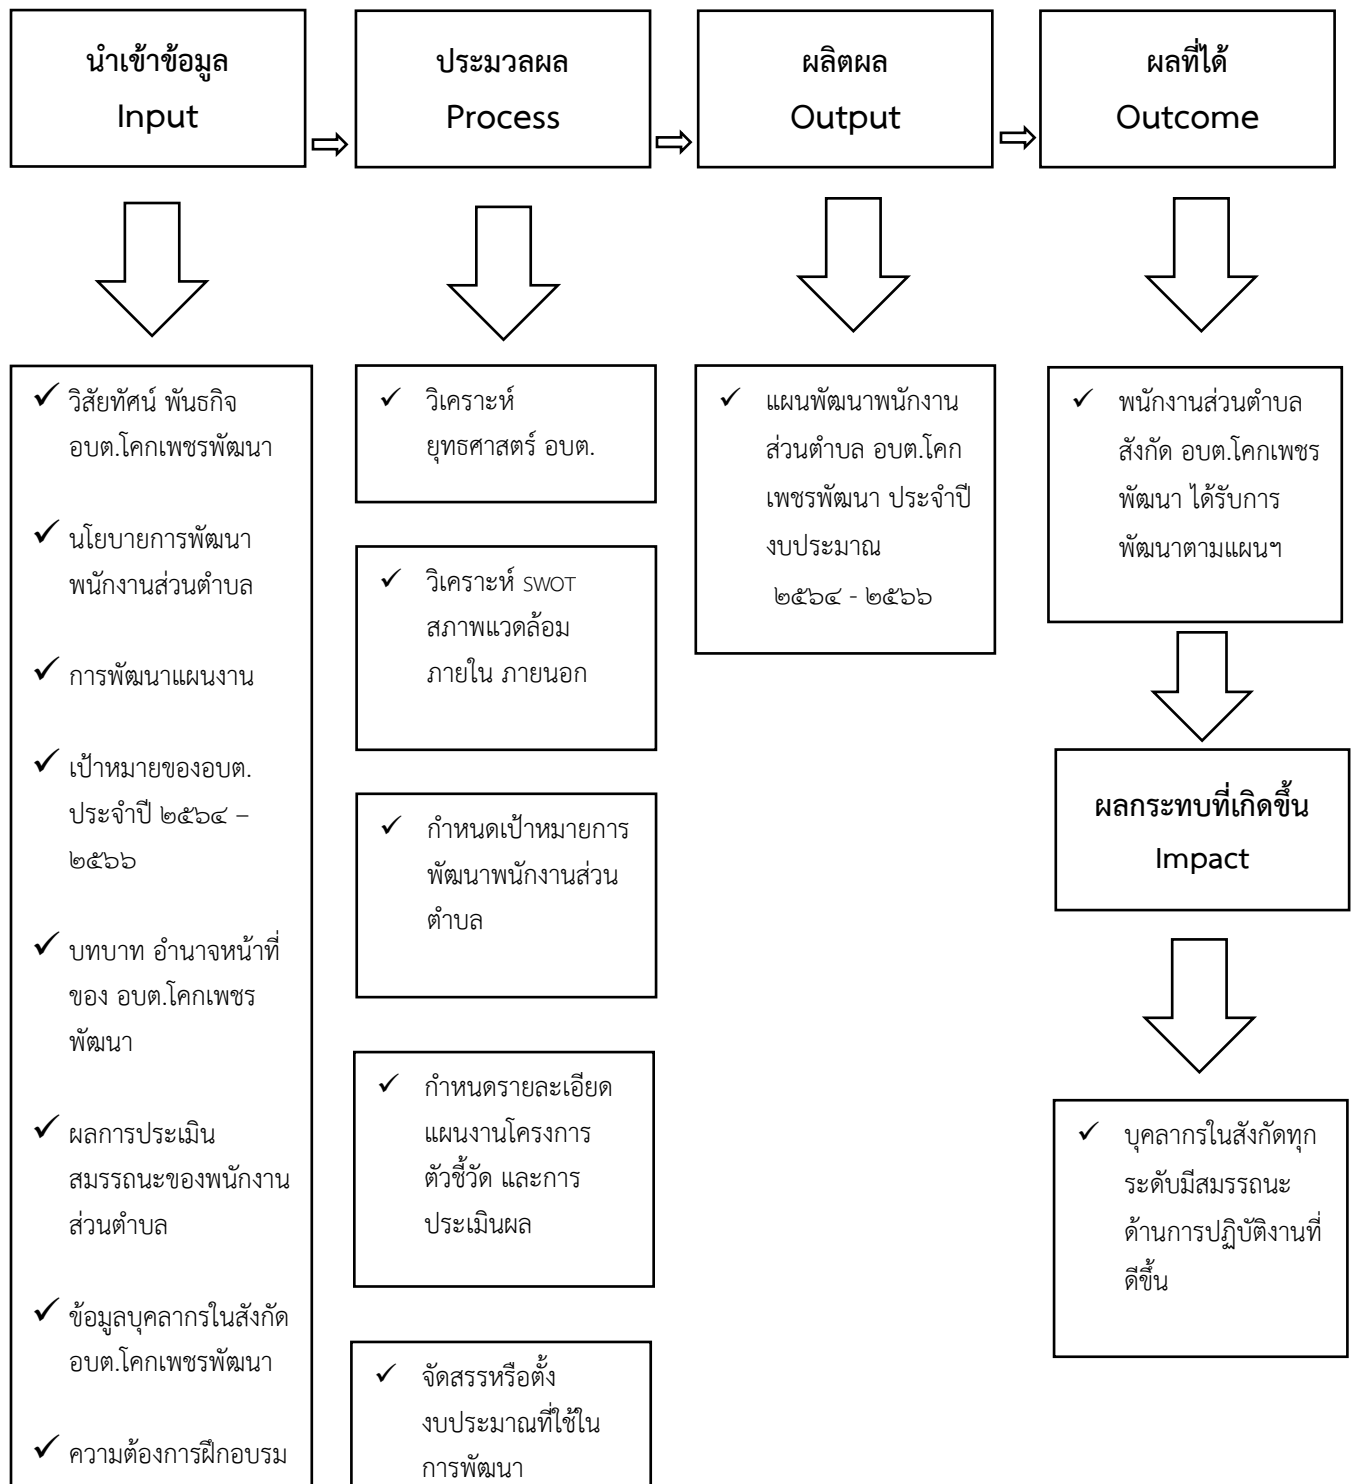 นำเข้าข้อมูล
Input
ประมวลผล
Process
ผลิตผล
Output
ผลที่ได้
Outcome
✓ วิสัยทัศน์ พันธกิจ
อบต.โคกเพชรพัฒนา
✓ นโยบายการพัฒนา
พนักงานส่วนตำบล
✓ การพัฒนาแผนงาน
✓ เป้าหมายของอบต.
ประจำปี ๒๕๖๔ –
๒๕๖๖
✓ บทบาท อำนาจหน้าที่
ของ อบต.โคกเพชร
พัฒนา
✓ ผลการประเมิน
สมรรถนะของพนักงาน
ส่วนตำบล
✓ ข้อมูลบุคลากรในสังกัด
อบต.โคกเพชรพัฒนา
✓ ความต้องการฝึกอบรม
✓ วิเคราะห์
ยุทธศาสตร์ อบต.
✓ วิเคราะห์ SWOT
สภาพแวดล้อม
ภายใน ภายนอก
✓ กำหนดเป้าหมายการ
พัฒนาพนักงานส่วน
ตำบล
✓ กำหนดรายละเอียด
แผนงานโครงการ
ตัวชี้วัด และการ
ประเมินผล
✓ จัดสรรหรือตั้ง
งบประมาณที่ใช้ใน
การพัฒนา
✓ แผนพัฒนาพนักงาน
ส่วนตำบล อบต.โคก
เพชรพัฒนา ประจำปี
งบประมาณ
๒๕๖๔ - ๒๕๖๖
✓ พนักงานส่วนตำบล
สังกัด อบต.โคกเพชร
พัฒนา ได้รับการ
พัฒนาตามแผนฯ
ผลกระทบที่เกิดขึ้น
Impact
✓ บุคลากรในสังกัดทุก
ระดับมีสมรรถนะ
ด้านการปฏิบัติงานที่
ดีขึ้น